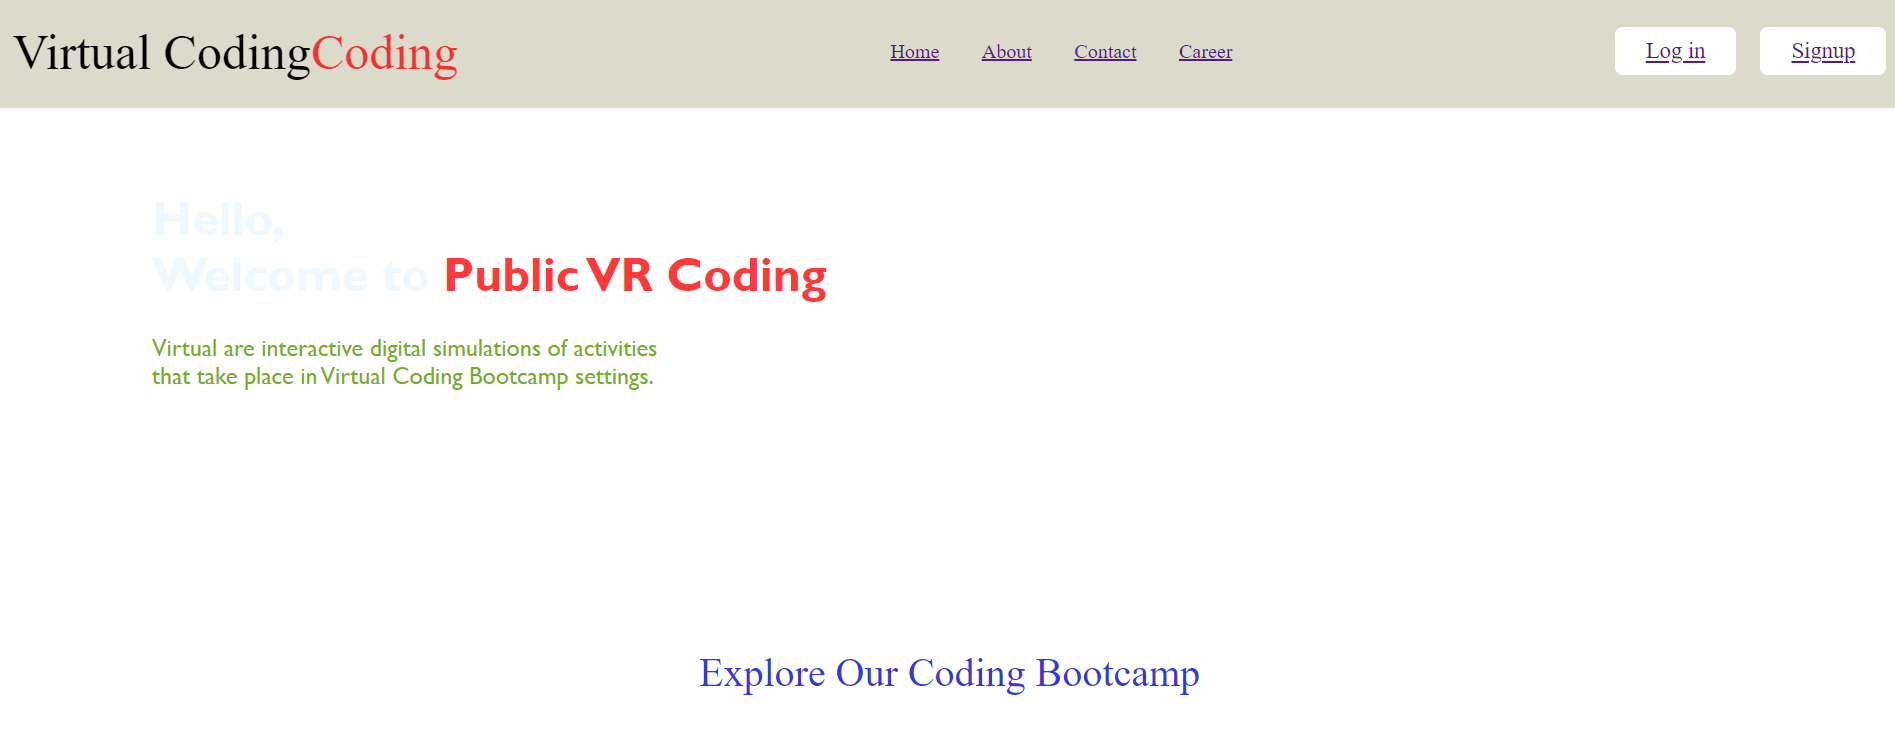 Virtual CodingCoding
Home About Contact Career
Log in Signup
Hello,
Welcome to Public VR Coding
Virtual are interactive digital simulations of activities
that take place in Virtual Coding Bootcamp settings.
Explore Our Coding Bootcamp